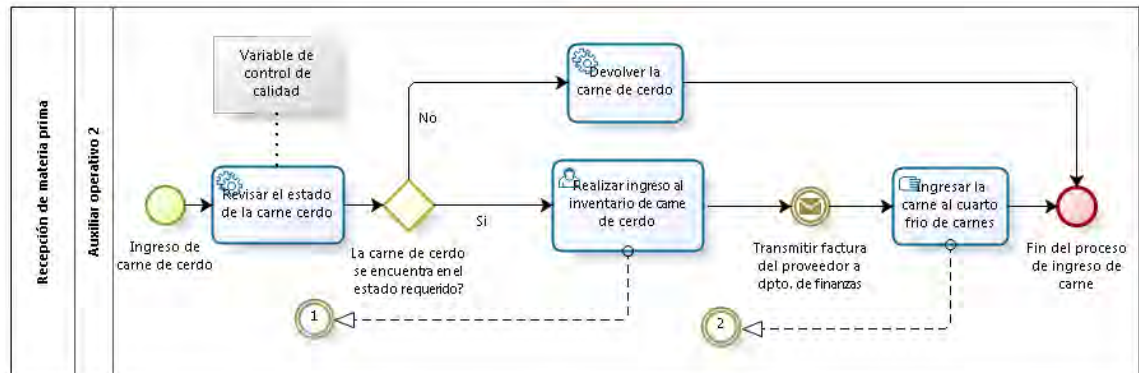 Recepción de materia prima
Auxiliar operativo 2
Variable de
control de
calidad
Ingreso de
carne de cerdo
Revisar el estado
de la carne cerdo
La carne de cerdo
se encuentra en el
estado requerido?
No
Devolver la
carne de cerdo
Si
Realizar ingreso al
inventario de carne
de cerdo
Transmitir factura
del proveedor a
dpto. de finanzas
Ingresar la
carne al cuarto
frio de carnes
Fin del proceso
de ingreso de
carne
1
2